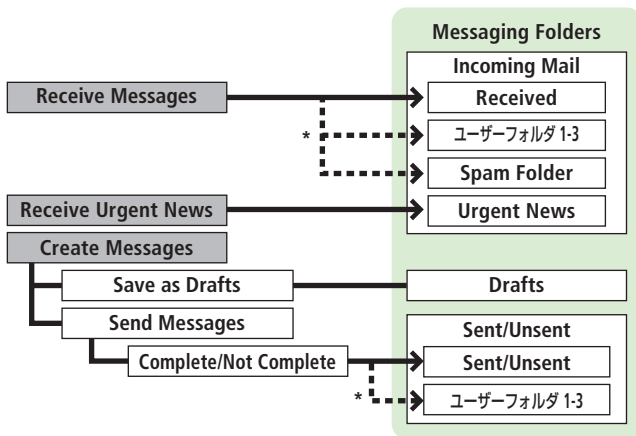 Messaging Folders
Incoming Mail
Receive Messages
Received
*
ユーザーフォルダ 1-3
Spam Folder
Receive Urgent News
Urgent News
Create Messages
Save as Drafts
Drafts
Send Messages
Sent/Unsent
Complete/Not Complete
Sent/Unsent
*
ユーザーフォルダ 1-3